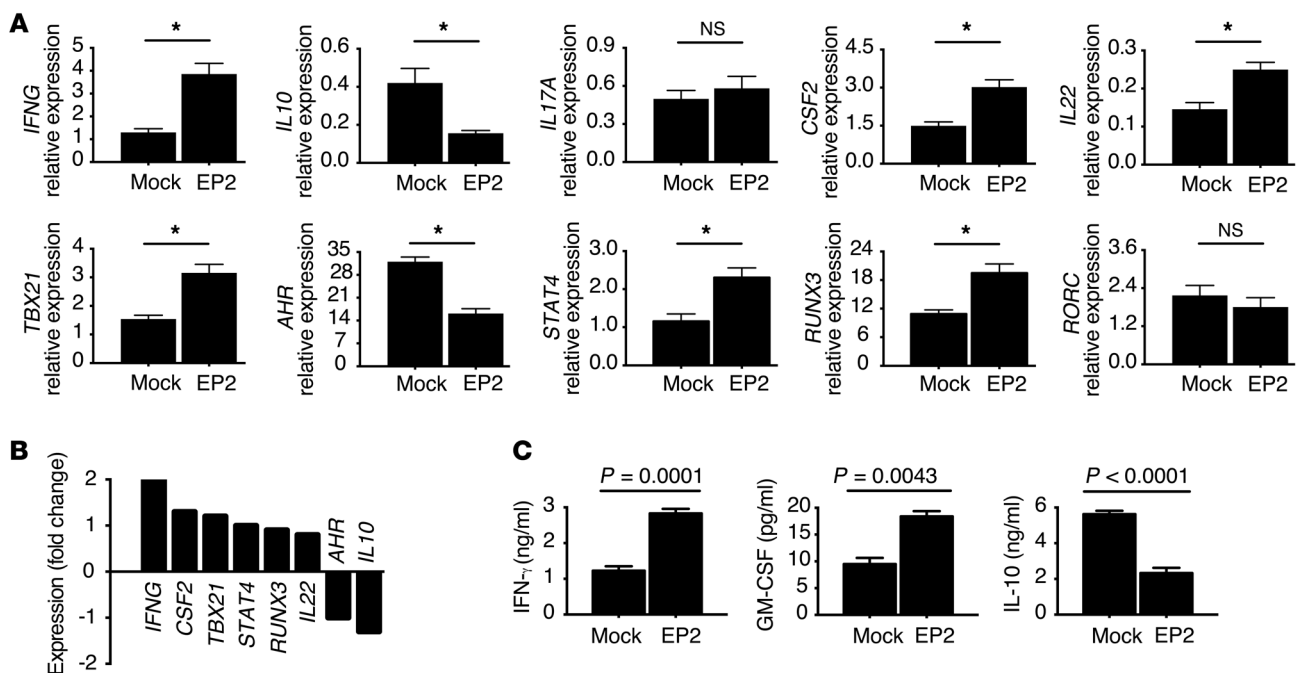 A
IFNG
relative expression
5
4
3
2
1
0
*
Mock EP2
IL10
relative expression
0.6
0.4
0.2
0.0
*
Mock EP2
IL17A
relative expression
0.9
0.6
0.3
0.0
NS
Mock EP2
CSF2
relative expression
4.5
3.0
1.5
0.0
*
Mock EP2
IL22
relative expression
0.3
0.2
0.1
0.0
*
Mock EP2
TBX21
relative expression
4
3
2
1
0
*
Mock EP2
AHR
relative expression
35
28
21
14
7
0
*
Mock EP2
STAT4
relative expression
3.0
2.0
1.0
0.0
*
Mock EP2
RUNX3
relative expression
24
18
12
6
0
*
Mock EP2
RORC
relative expression
3.6
2.4
1.2
0.0
NS
Mock EP2
B
Expression (fold change)
2
1
0
-1
-2
IFNG
CSF2
TBX21
STAT4
RUNX3
IL22
AHR
IL10
C
P = 0.0001
IFN-γ (ng/ml)
3
2
1
0
Mock EP2
P = 0.0043
GM-CSF (pg/ml)
20
15
10
5
0
Mock EP2
P < 0.0001
IL-10 (ng/ml)
6
4
2
0
Mock EP2